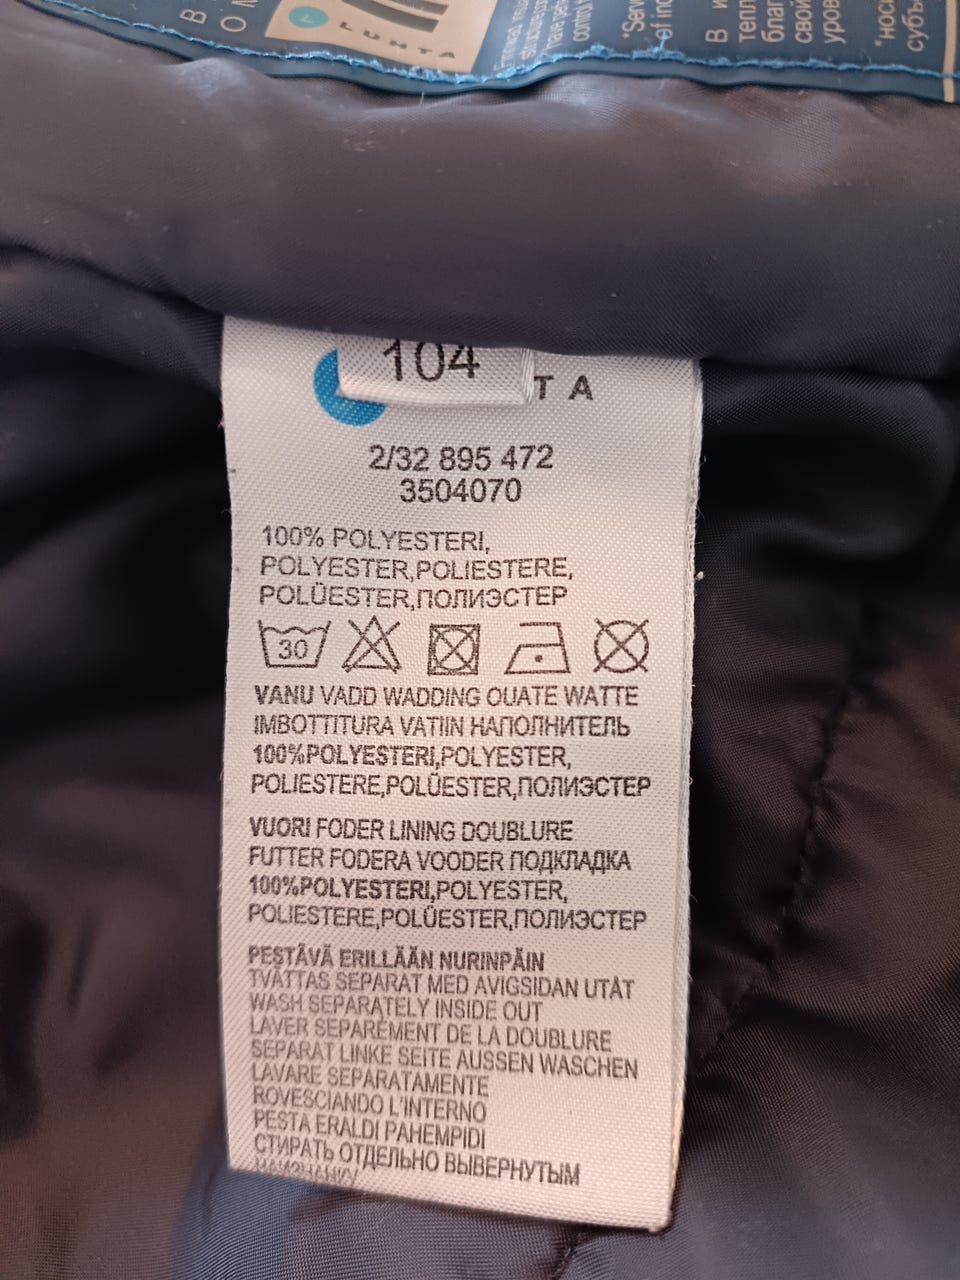 LUHTA
104
TA
2/32 895 472
3504070
100% POLYESTERI,
POLYESTER,POLIESTERE,
POLÜESTER,ПОЛИЭСТЕР
30
VANU VADD WADDING OUATE WATTE
IMBOTTITURA VATIIN НАПОЛНИТЕЛЬ
100%POLYESTERI,POLYESTER,
POLIESTERE,POLÜESTER,ПОЛИЭСТЕР
VUORI FODER LINING DOUBLURE
FUTTER FODERA VOODER ПОДКЛАДКА
100%POLYESTERI,POLYESTER,
POLIESTERE,POLÜESTER,ПОЛИЭСТЕР
PESTÄVÄ ERILLÄÄN NURINPÄIN
TVÄTTAS SEPARAT MED AVIGSIDAN UTÅT
WASH SEPARATELY INSIDE OUT
LAVER SEPARÉMENT DE LA DOUBLURE
SEPARAT LINKE SEITE AUSSEN WASCHEN
LAVARE SEPARATAMENTE
ROVESCIANDO L'INTERNO
PESTA ERALDI PAHEMPIDI
СТИРАТЬ ОТДЕЛЬНО ВЫВЕРНУТЫМ
НАИЗНАНКУ